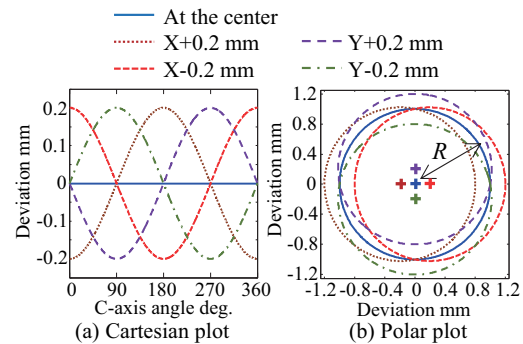 At the center
X+0.2 mm
Y+0.2 mm
X-0.2 mm
Y-0.2 mm
Deviation mm
0.2
0.1
0
-0.1
-0.2
0 90 180 270 360
C-axis angle deg.
(a) Cartesian plot
Deviation mm
1.2
0.8
0.4
0
-0.4
-0.8
-1.2
R
-1.2 -0.8 -0.4 0 0.4 0.8 1.2
Deviation mm
(b) Polar plot